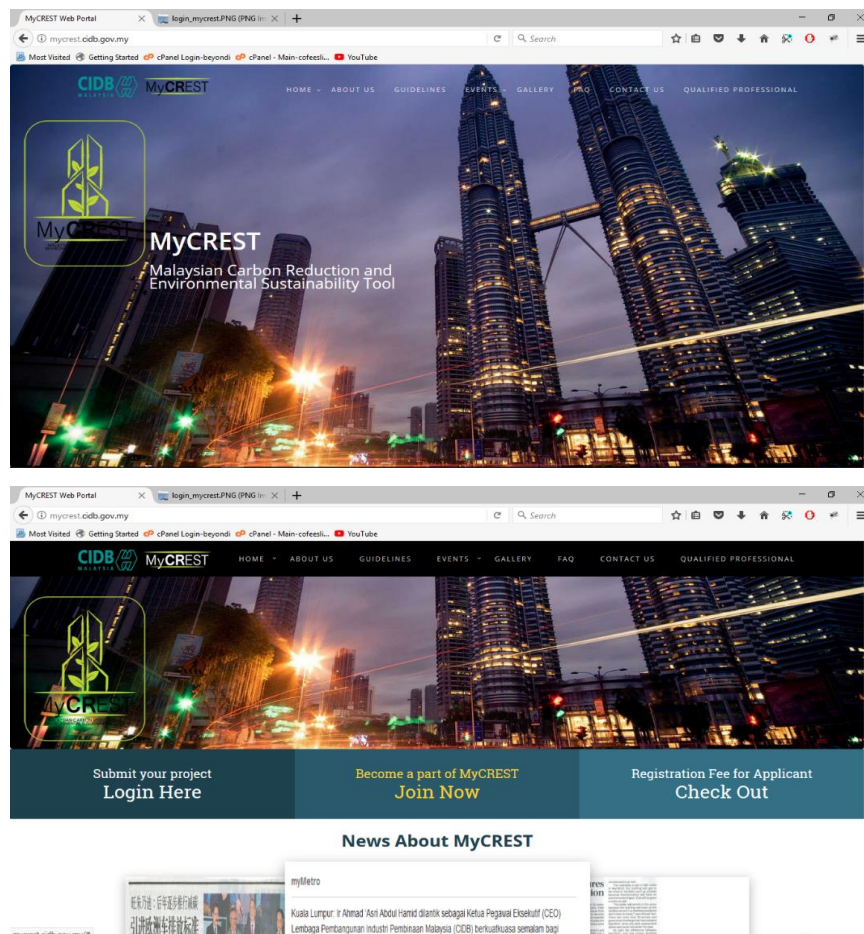 MyCREST Web Portal
login_mycrest.PNG (PNG Im
mycrest.cidb.gov.my
Search
Most Visited
Getting Started
cPanel Login-beyondi
cPanel - Main-cofeesli...
YouTube
CIDB
MALAYSIA
MyCREST
HOME
ABOUT US
GUIDELINES
EVENTS
GALLERY
FAQ
CONTACT US
QUALIFIED PROFESSIONAL
MyCREST
MyCREST
Malaysian Carbon Reduction and
Environmental Sustainability Tool
MyCREST Web Portal
login_mycrest.PNG (PNG Im
mycrest.cidb.gov.my
Search
Most Visited
Getting Started
cPanel Login-beyondi
cPanel - Main-cofeesli...
YouTube
CIDB
MALAYSIA
MyCREST
HOME
ABOUT US
GUIDELINES
EVENTS
GALLERY
FAQ
CONTACT US
QUALIFIED PROFESSIONAL
MyCREST
Submit your project
Login Here
Become a part of MyCREST
Join Now
Registration Fee for Applicant
Check Out
News About MyCREST
myMetro
Kuala Lumpur: Ir Ahmad 'Asri Abdul Hamid dilantik sebagai Ketua Pegawai Eksekutif (CEO)
Lembaga Pembangunan Industri Pembinaan Malaysia (CIDB) berkuatkuasa semalam bagi